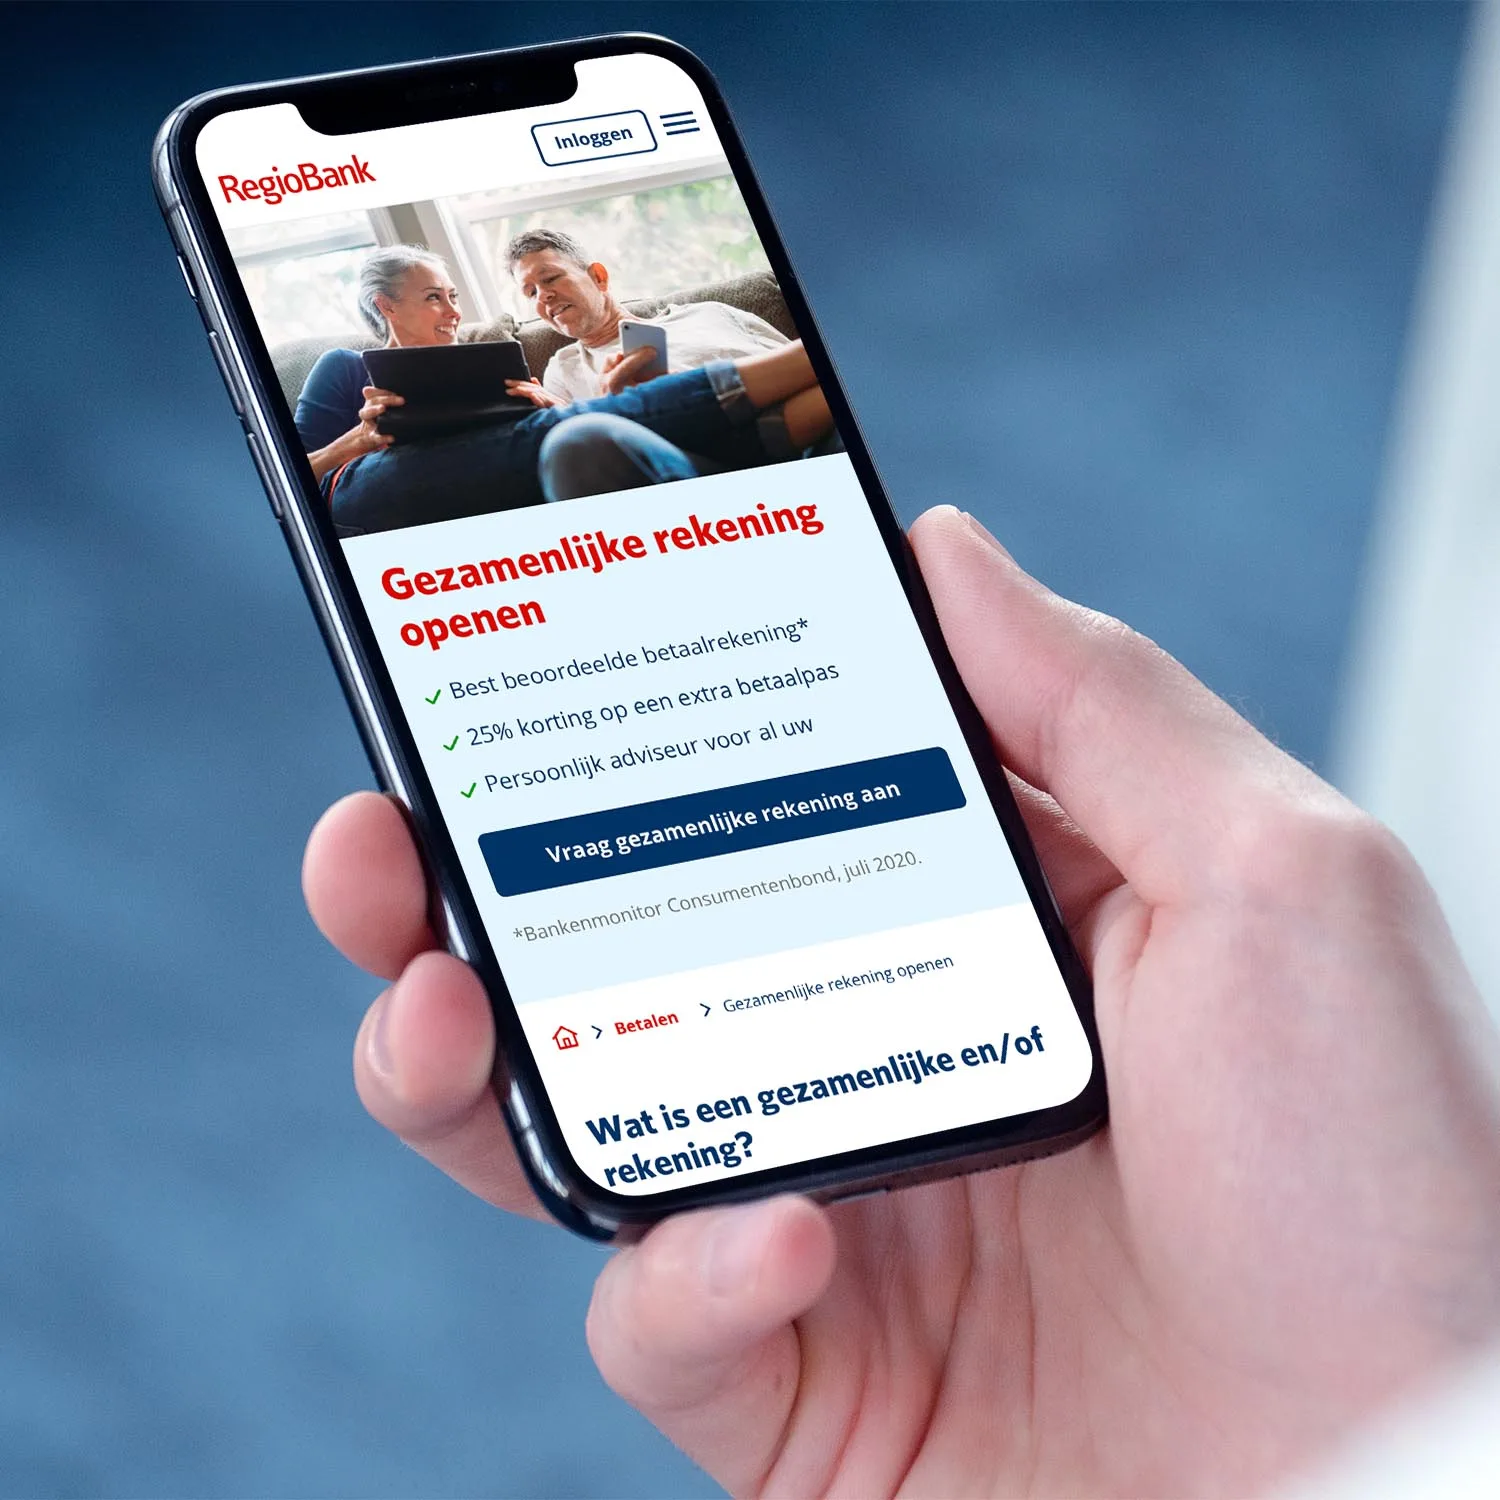 Inloggen
RegioBank
Gezamenlijke rekening
openen
Best beoordeelde betaalrekening*
25% korting op een extra betaalpas
Persoonlijk adviseur voor al uw
Vraag gezamenlijke rekening aan
*Bankenmonitor Consumentenbond, juli 2020.
Betalen
Gezamenlijke rekening openen
Wat is een gezamenlijke en/of
rekening?